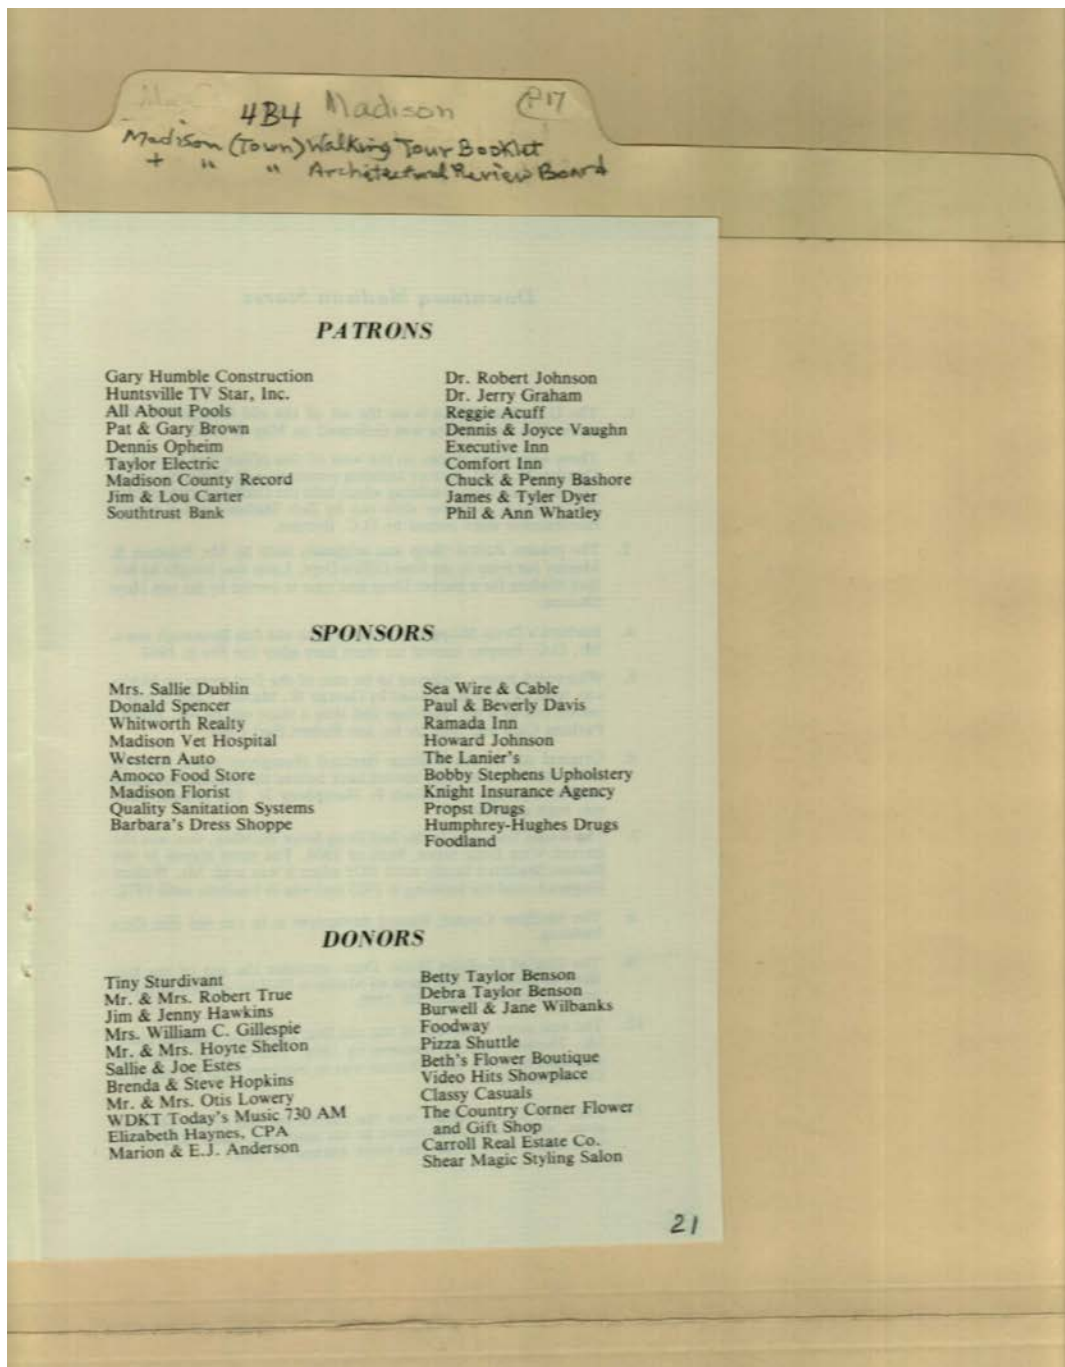 4B4 Madison P17
Madison (Town) Walking Tour Booklet
+ " " Architectural Review Board
PATRONS
Gary Humble Construction
Huntsville TV Star, Inc.
All About Pools
Pat & Gary Brown
Dennis Opheim
Taylor Electric
Madison County Record
Jim & Lou Carter
Southtrust Bank
Dr. Robert Johnson
Dr. Jerry Graham
Reggie Acuff
Dennis & Joyce Vaughn
Executive Inn
Comfort Inn
Chuck & Penny Bashore
James & Tyler Dyer
Phil & Ann Whatley
SPONSORS
Mrs. Sallie Dublin
Donald Spencer
Whitworth Realty
Madison Vet Hospital
Western Auto
Amoco Food Store
Madison Florist
Quality Sanitation Systems
Barbara's Dress Shoppe
Sea Wire & Cable
Paul & Beverly Davis
Ramada Inn
Howard Johnson
The Lanier's
Bobby Stephens Upholstery
Knight Insurance Agency
Propst Drugs
Humphrey-Hughes Drugs
Foodland
DONORS
Tiny Sturdivant
Mr. & Mrs. Robert True
Jim & Jenny Hawkins
Mrs. William C. Gillespie
Mr. & Mrs. Hoyte Shelton
Sallie & Joe Estes
Brenda & Steve Hopkins
Mr. & Mrs. Otis Lowery
WDKT Today's Music 730 AM
Elizabeth Haynes, CPA
Marion & E.J. Anderson
Betty Taylor Benson
Debra Taylor Benson
Burwell & Jane Wilbanks
Foodway
Pizza Shuttle
Beth's Flower Boutique
Video Hits Showplace
Classy Casuals
The Country Corner Flower
and Gift Shop
Carroll Real Estate Co.
Shear Magic Styling Salon
21